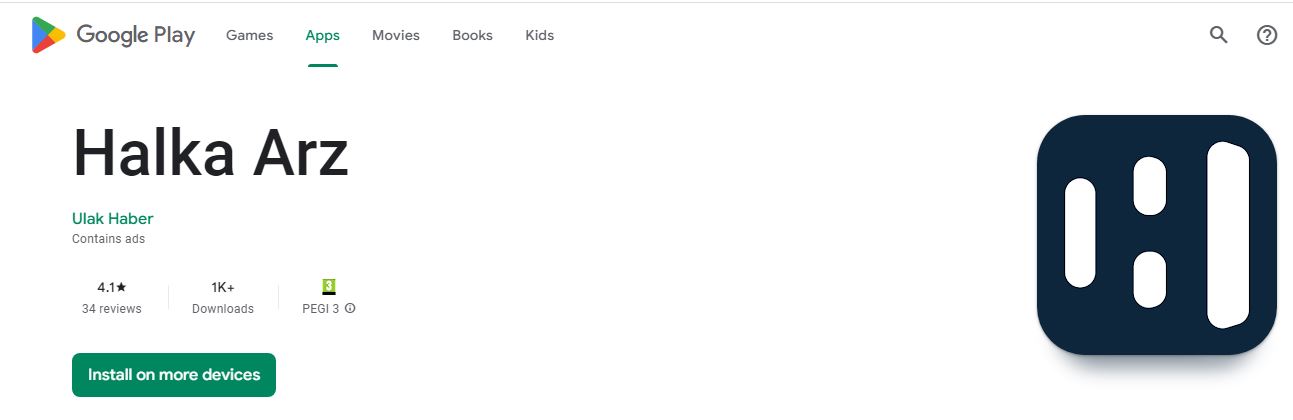 Google Play Games Apps Movies Books Kids
Halka Arz
Ulak Haber
Contains ads
4.1★ 1K+ 3
34 reviews Downloads PEGI 3
Install on more devices